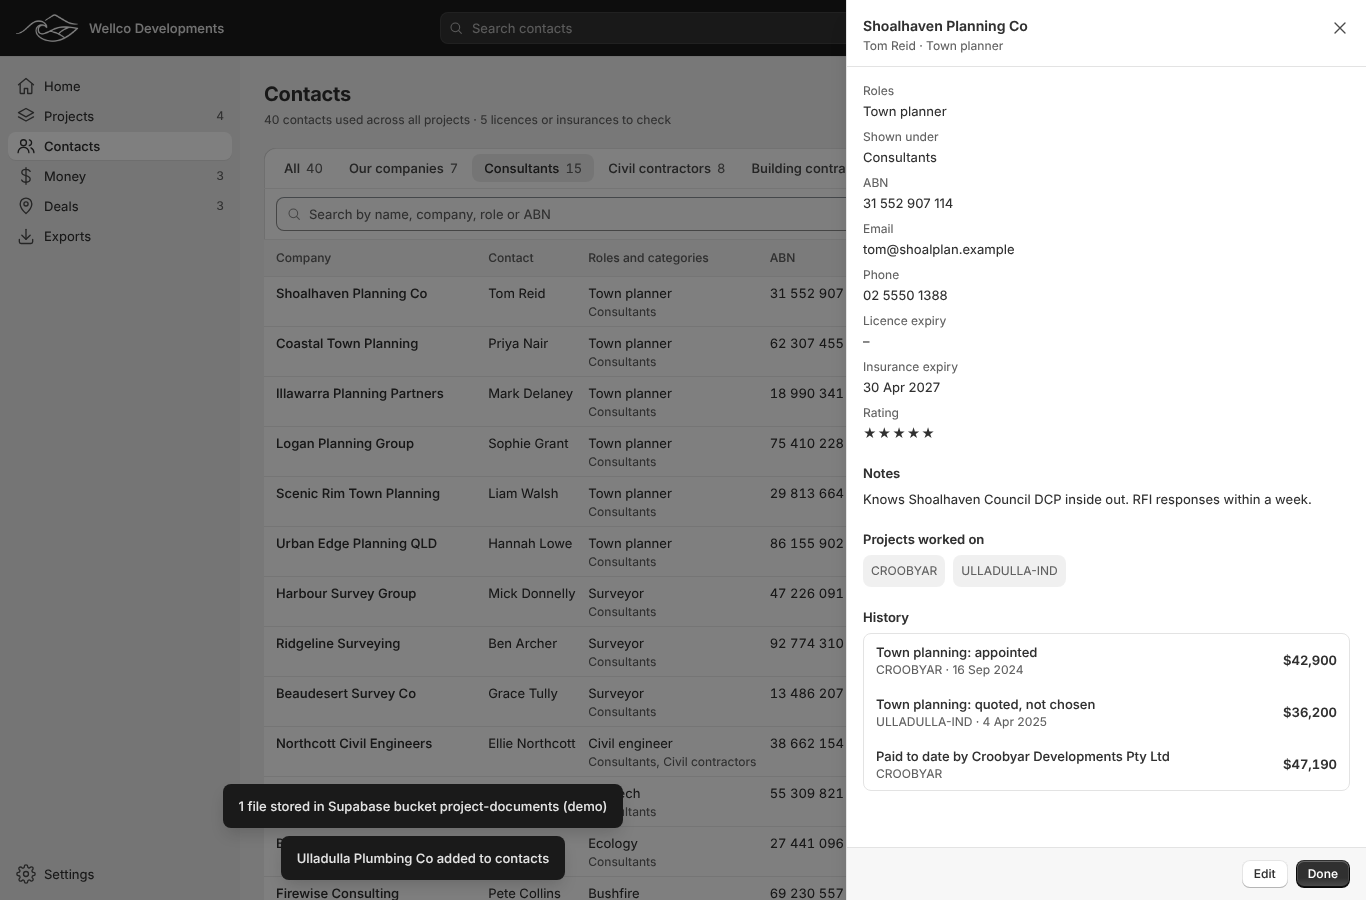 Wellco Developments
Search contacts
Home
Projects 4
Contacts
Money 3
Deals 3
Exports
Settings
Contacts
40 contacts used across all projects · 5 licences or insurances to check
All 40 Our companies 7 Consultants 15 Civil contractors 8 Building contra
Search by name, company, role or ABN
Company Contact Roles and categories ABN
Shoalhaven Planning Co Tom Reid Town planner 31 552 907
Consultants
Coastal Town Planning Priya Nair Town planner 62 307 455
Consultants
Illawarra Planning Partners Mark Delaney Town planner 18 990 341
Consultants
Logan Planning Group Sophie Grant Town planner 75 410 228
Consultants
Scenic Rim Town Planning Liam Walsh Town planner 29 813 664
Consultants
Urban Edge Planning QLD Hannah Lowe Town planner 86 155 902
Consultants
Harbour Survey Group Mick Donnelly Surveyor 47 226 091
Consultants
Ridgeline Surveying Ben Archer Surveyor 92 774 310
Consultants
Beaudesert Survey Co Grace Tully Surveyor 13 486 207
Consultants
Northcott Civil Engineers Ellie Northcott Civil engineer 38 662 154
Consultants, Civil contractors
55 309 821
Ecology 27 441 096
Consultants
Firewise Consulting Pete Collins Bushfire 69 230 557
1 file stored in Supabase bucket project-documents (demo)
Ulladulla Plumbing Co added to contacts
Shoalhaven Planning Co
Tom Reid · Town planner
Roles
Town planner
Shown under
Consultants
ABN
31 552 907 114
Email
tom@shoalplan.example
Phone
02 5550 1388
Licence expiry
–
Insurance expiry
30 Apr 2027
Rating
★★★★★
Notes
Knows Shoalhaven Council DCP inside out. RFI responses within a week.
Projects worked on
CROOBYAR ULLADULLA-IND
History
Town planning: appointed $42,900
CROOBYAR · 16 Sep 2024
Town planning: quoted, not chosen $36,200
ULLADULLA-IND · 4 Apr 2025
Paid to date by Croobyar Developments Pty Ltd $47,190
CROOBYAR
Edit Done